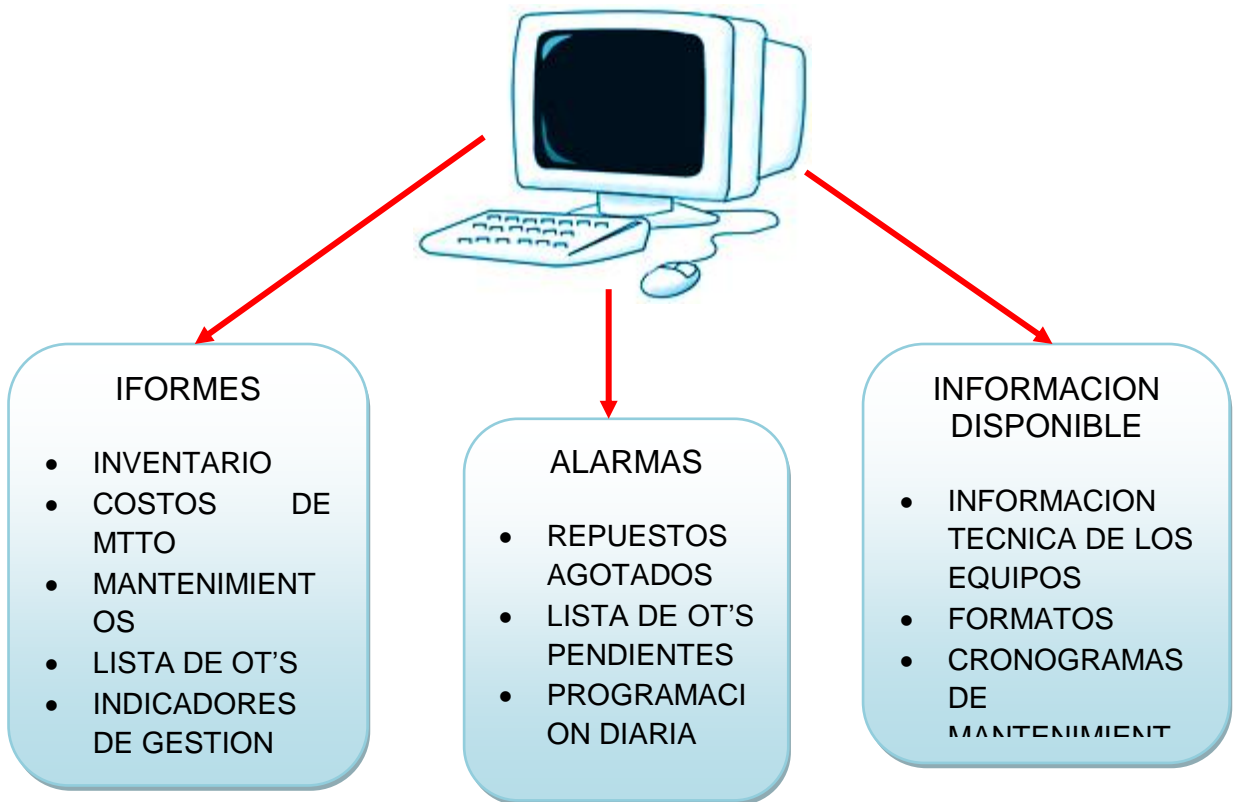 IFORMES
• INVENTARIO
• COSTOS DE
MTTO
• MANTENIMIENT
OS
• LISTA DE OT'S
• INDICADORES
DE GESTION
ALARMAS
• REPUESTOS
AGOTADOS
• LISTA DE OT'S
PENDIENTES
• PROGRAMACI
ON DIARIA
INFORMACION
DISPONIBLE
• INFORMACION
TECNICA DE LOS
EQUIPOS
• FORMATOS
• CRONOGRAMAS
DE
MANTENIMIENT